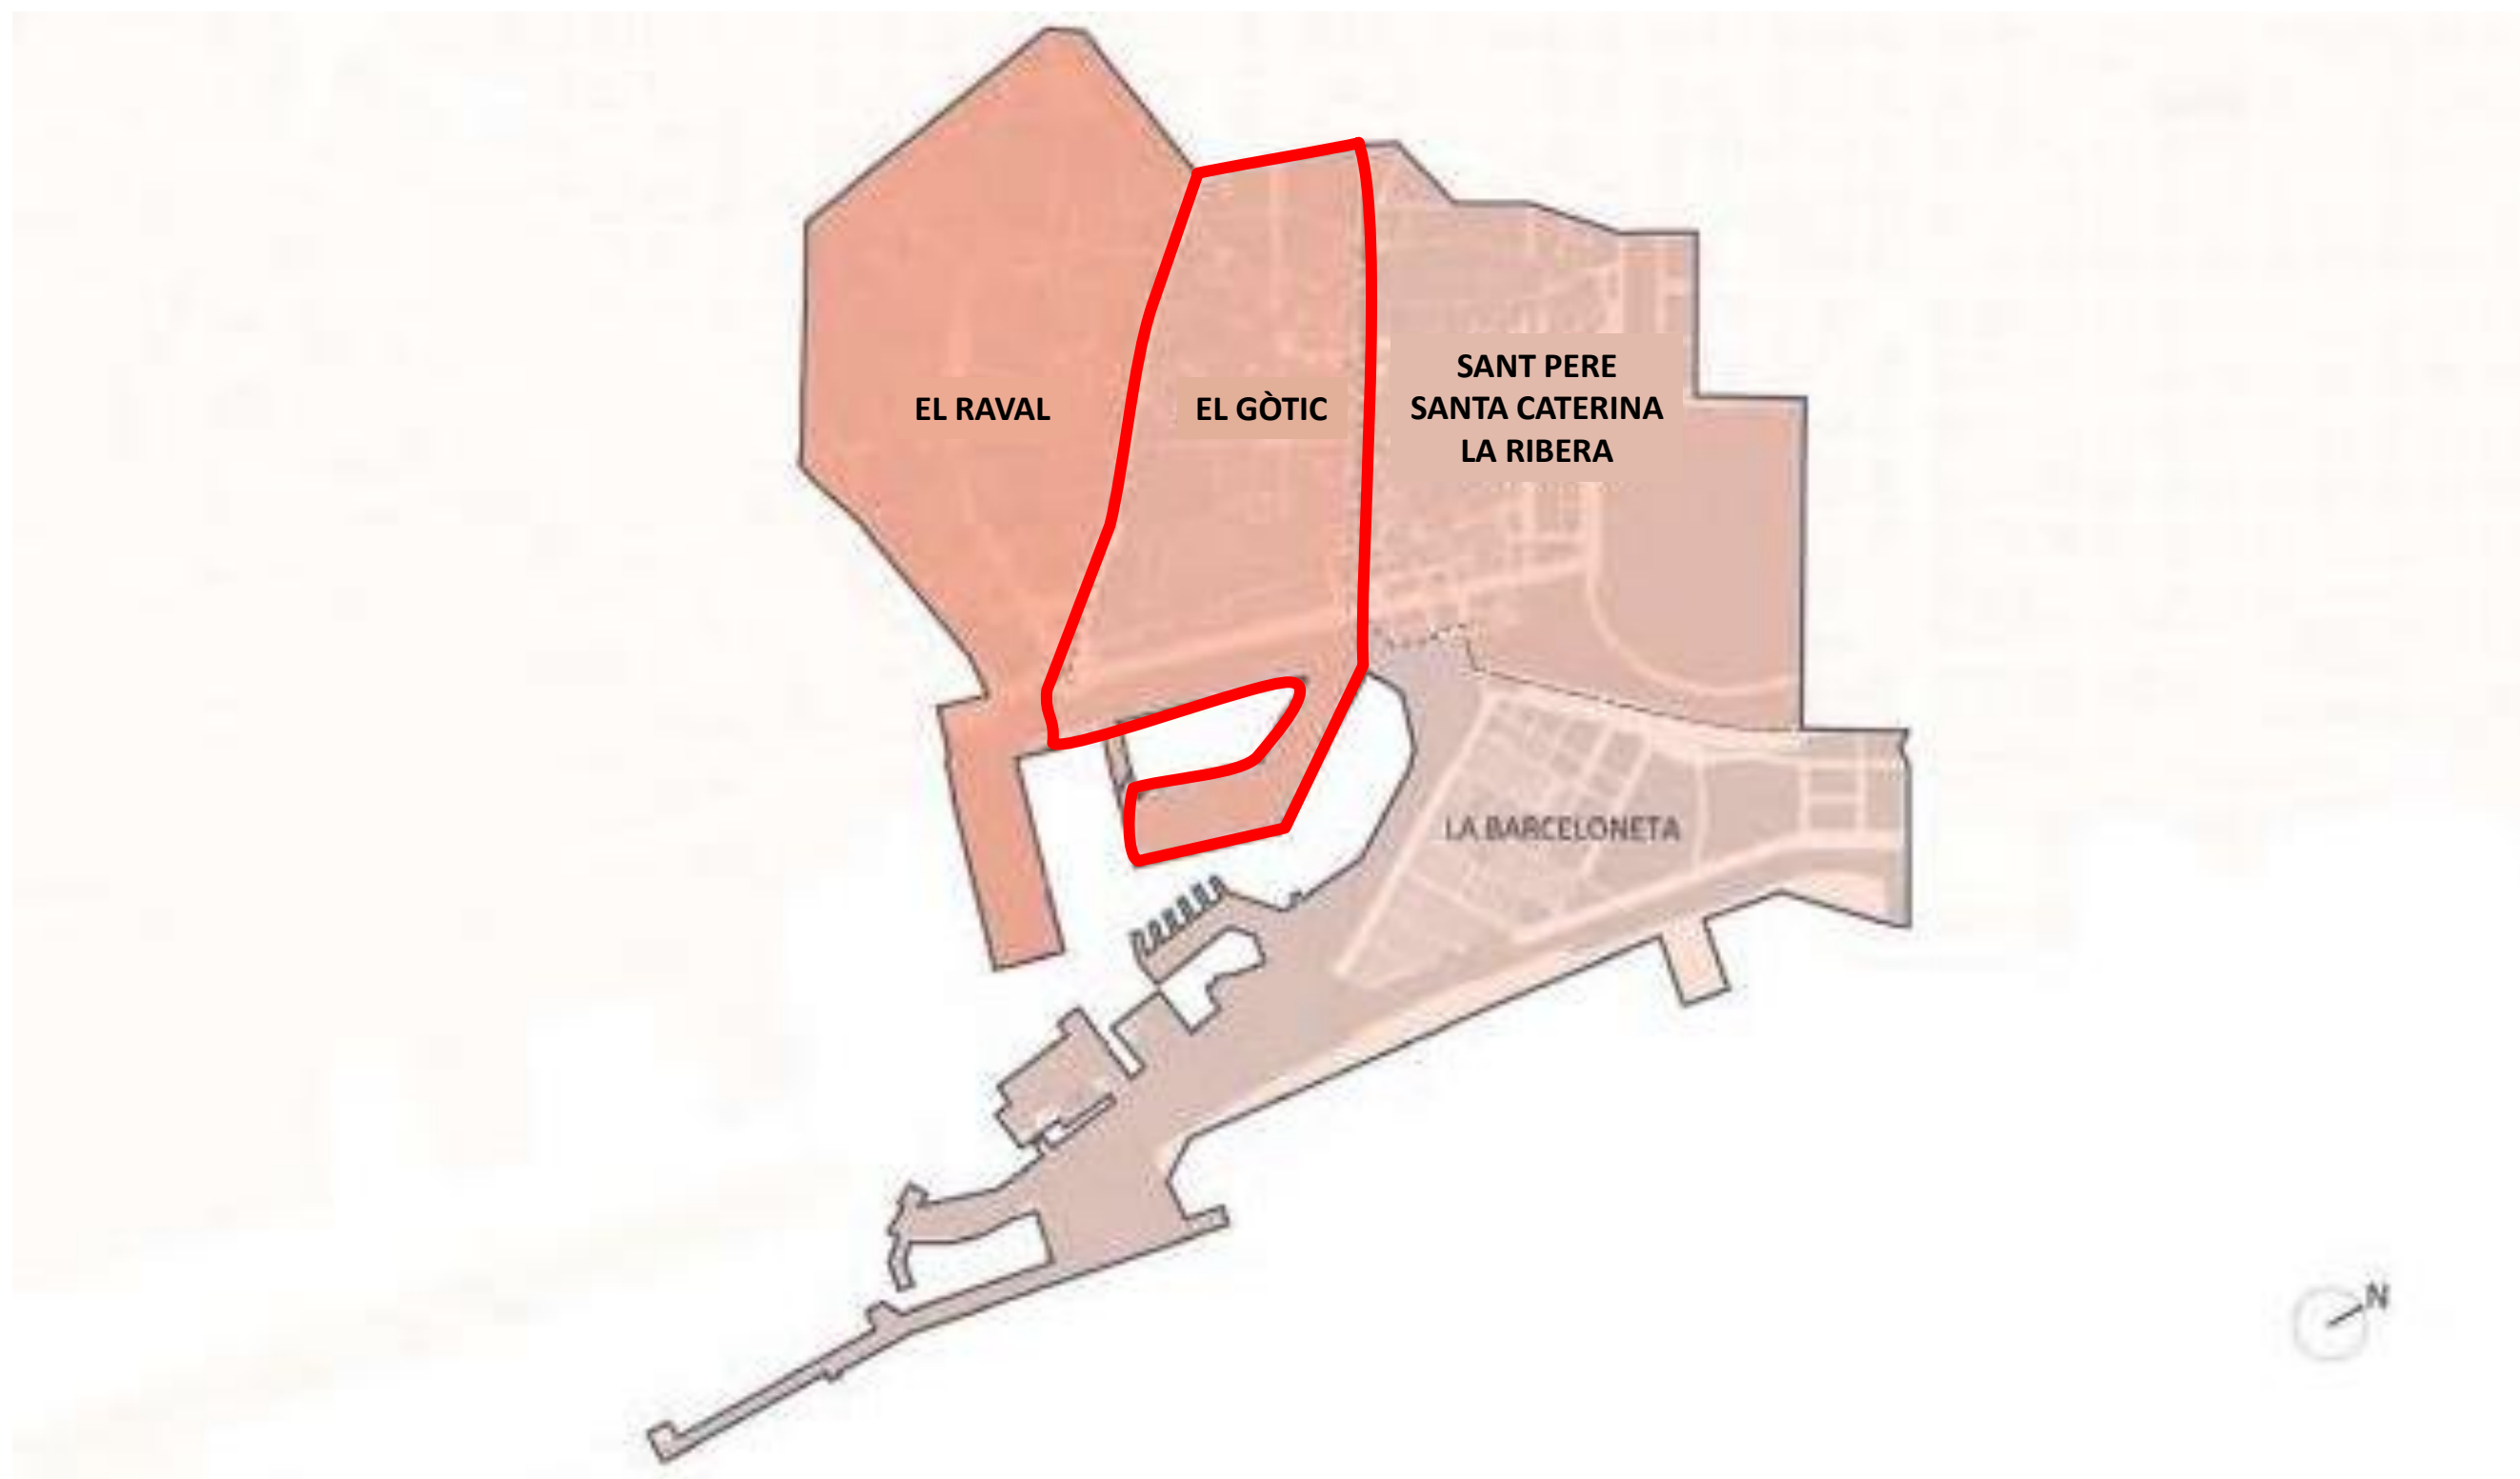 EL RAVAL
EL GÒTIC
SANT PERE
SANTA CATERINA
LA RIBERA
LA BARCELONETA
N